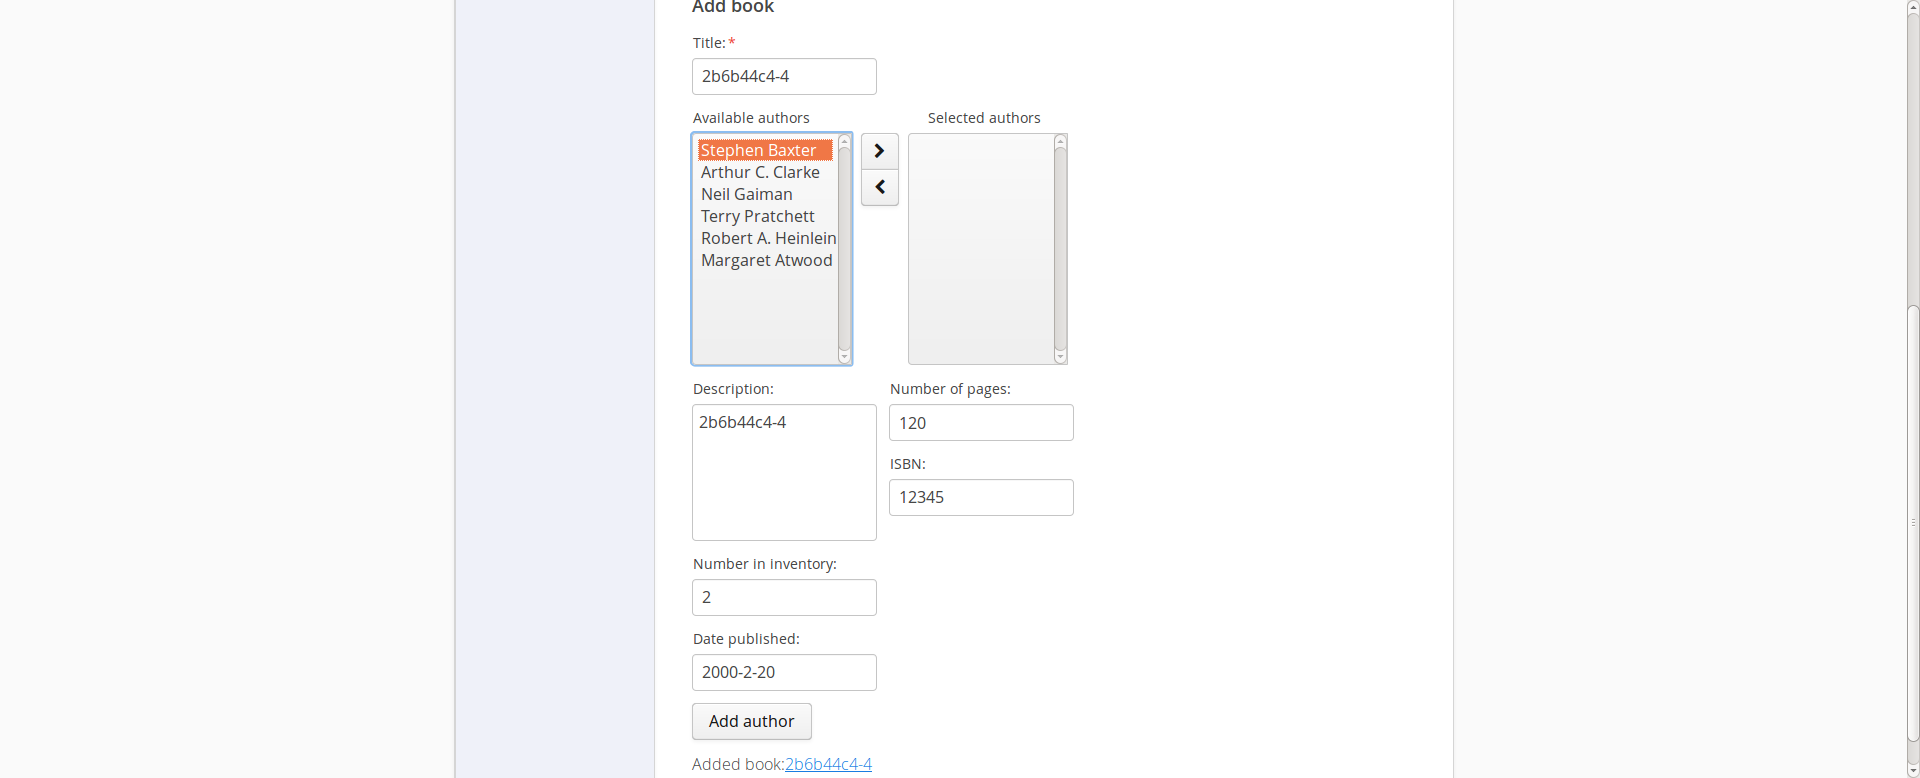 Add book
Title:*
2b6b44c4-4
Available authors
Selected authors
Stephen Baxter
Arthur C. Clarke
Neil Gaiman
Terry Pratchett
Robert A. Heinlein
Margaret Atwood
Description:
Number of pages:
2b6b44c4-4
120
ISBN:
12345
Number in inventory:
2
Date published:
2000-2-20
Add author
Added book:2b6b44c4-4